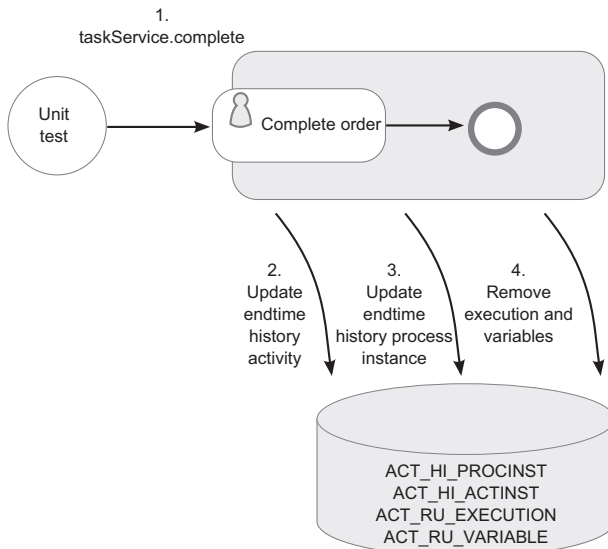 1.
taskService.complete
Unit
test
Complete order
2.
Update
endtime
history
activity
3.
Update
endtime
history process
instance
4.
Remove
execution and
variables
ACT_HI_PROCINST
ACT_HI_ACTINST
ACT_RU_EXECUTION
ACT_RU_VARIABLE